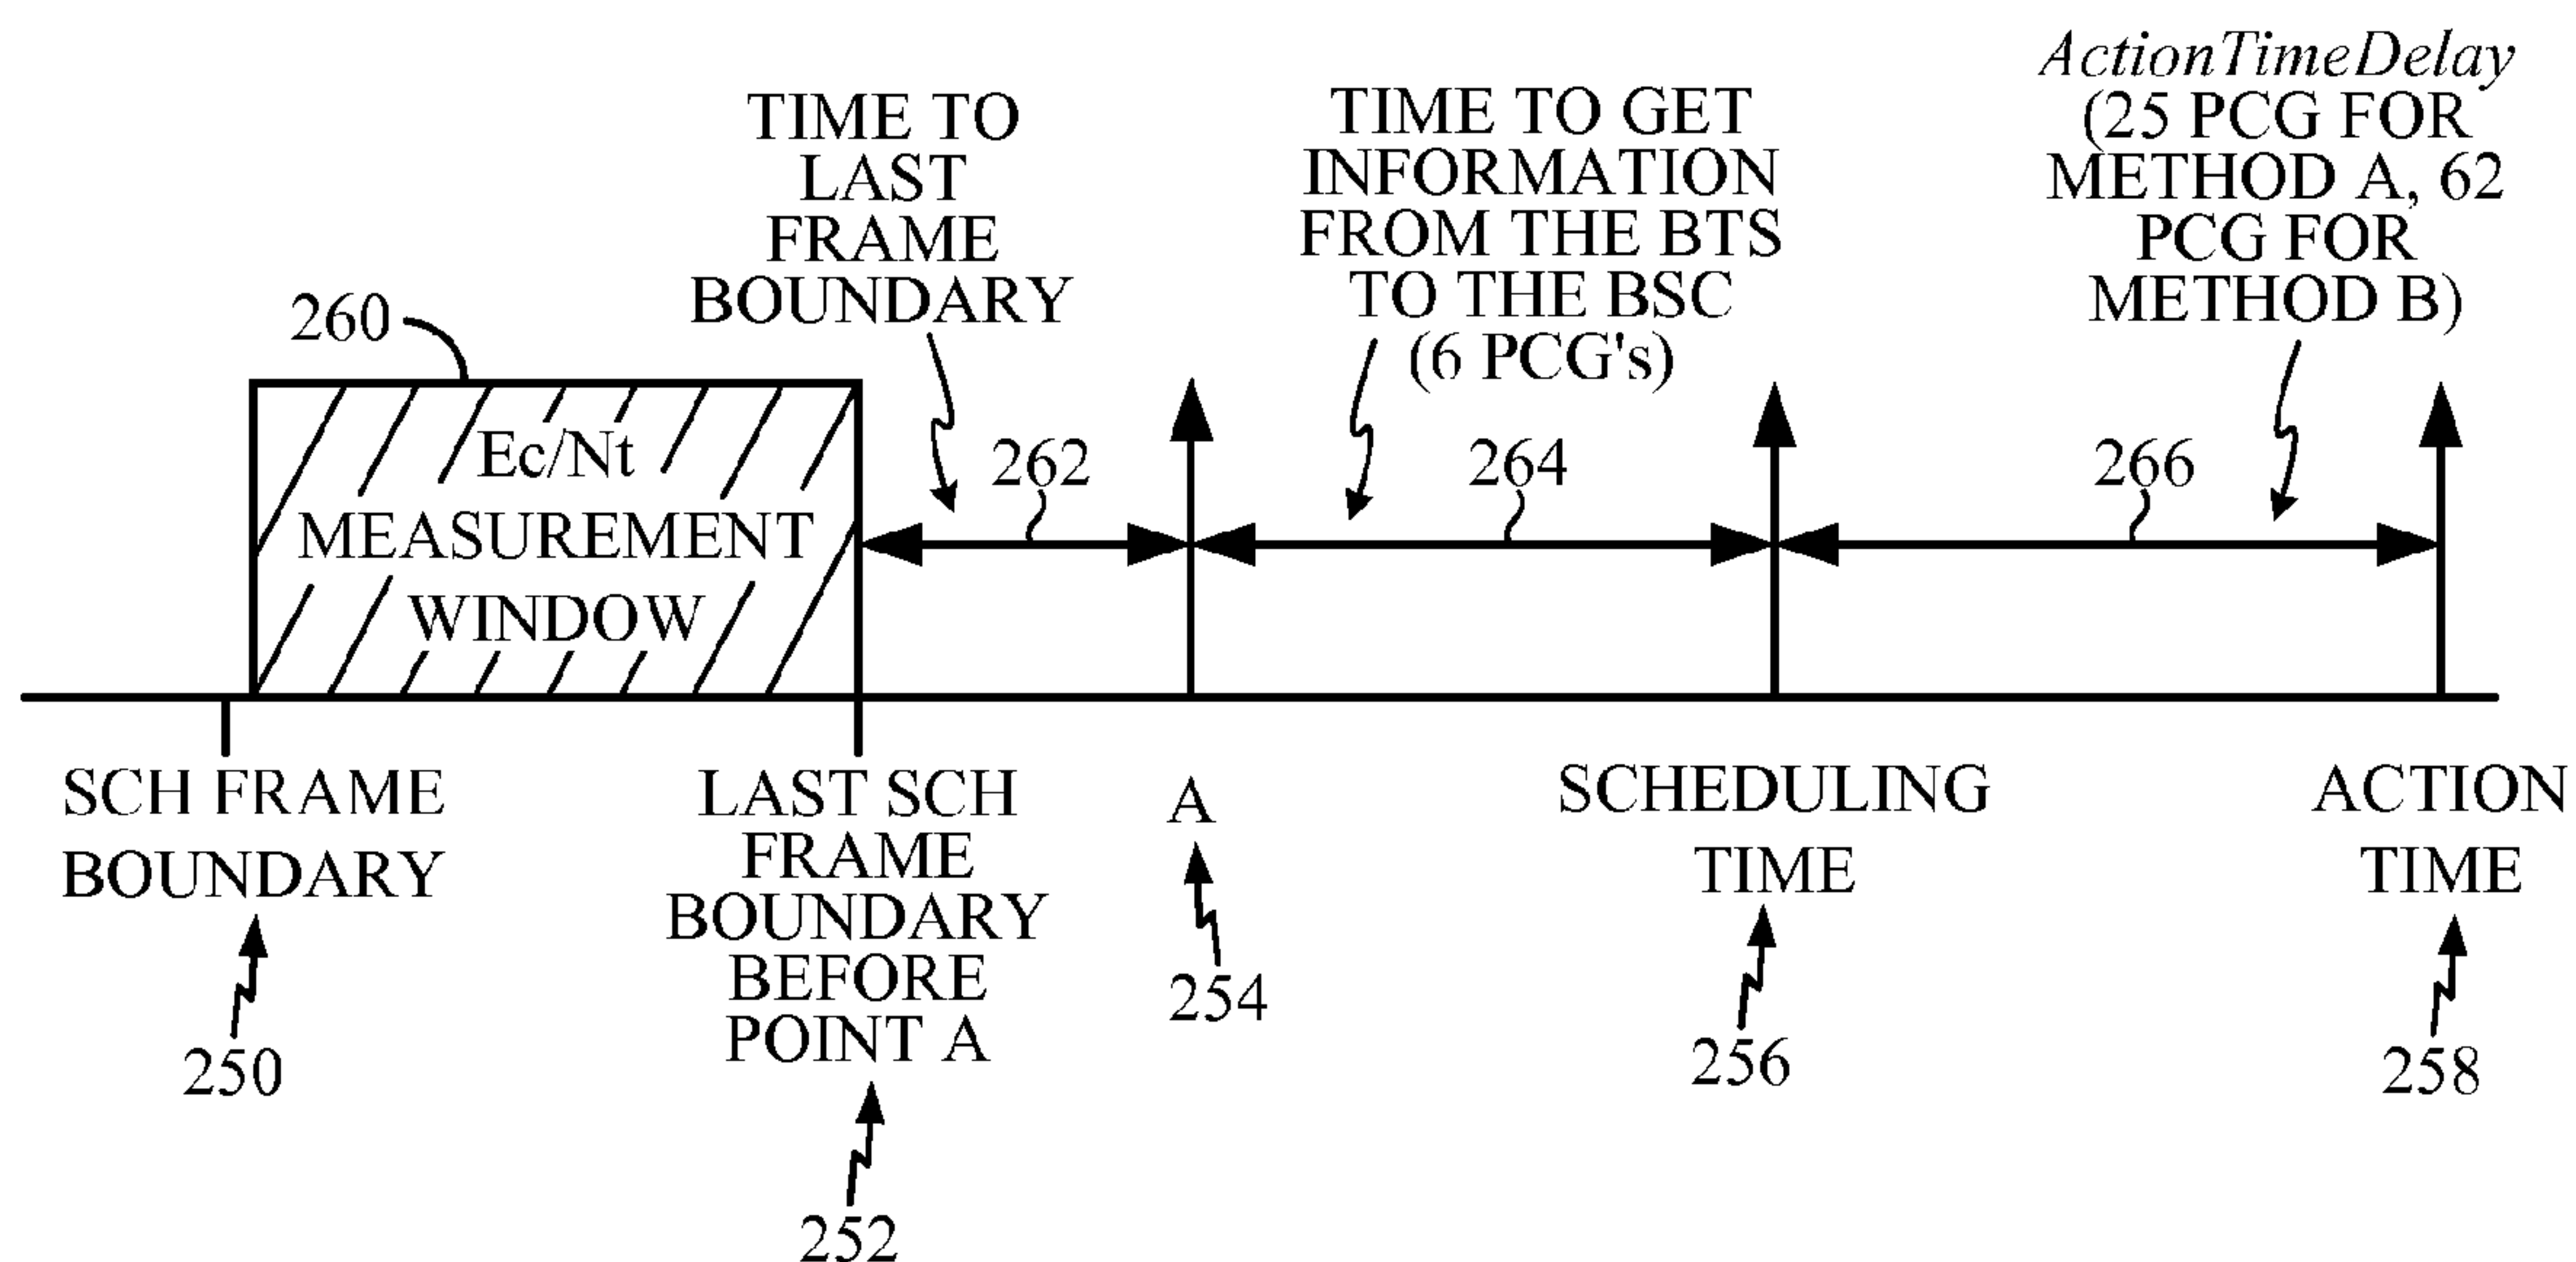 ActionTimeDelay
(25 PCG FOR
METHOD A, 62
PCG FOR
METHOD B)
TIME TO GET
INFORMATION
FROM THE BTS
TO THE BSC
(6 PCG's)
TIME TO
LAST
FRAME
BOUNDARY
260
Ec/Nt
MEASUREMENT
WINDOW
262
264
266
SCH FRAME
BOUNDARY
250
LAST SCH
FRAME
BOUNDARY
BEFORE
POINT A
252
A
254
SCHEDULING
TIME
256
ACTION
TIME
258